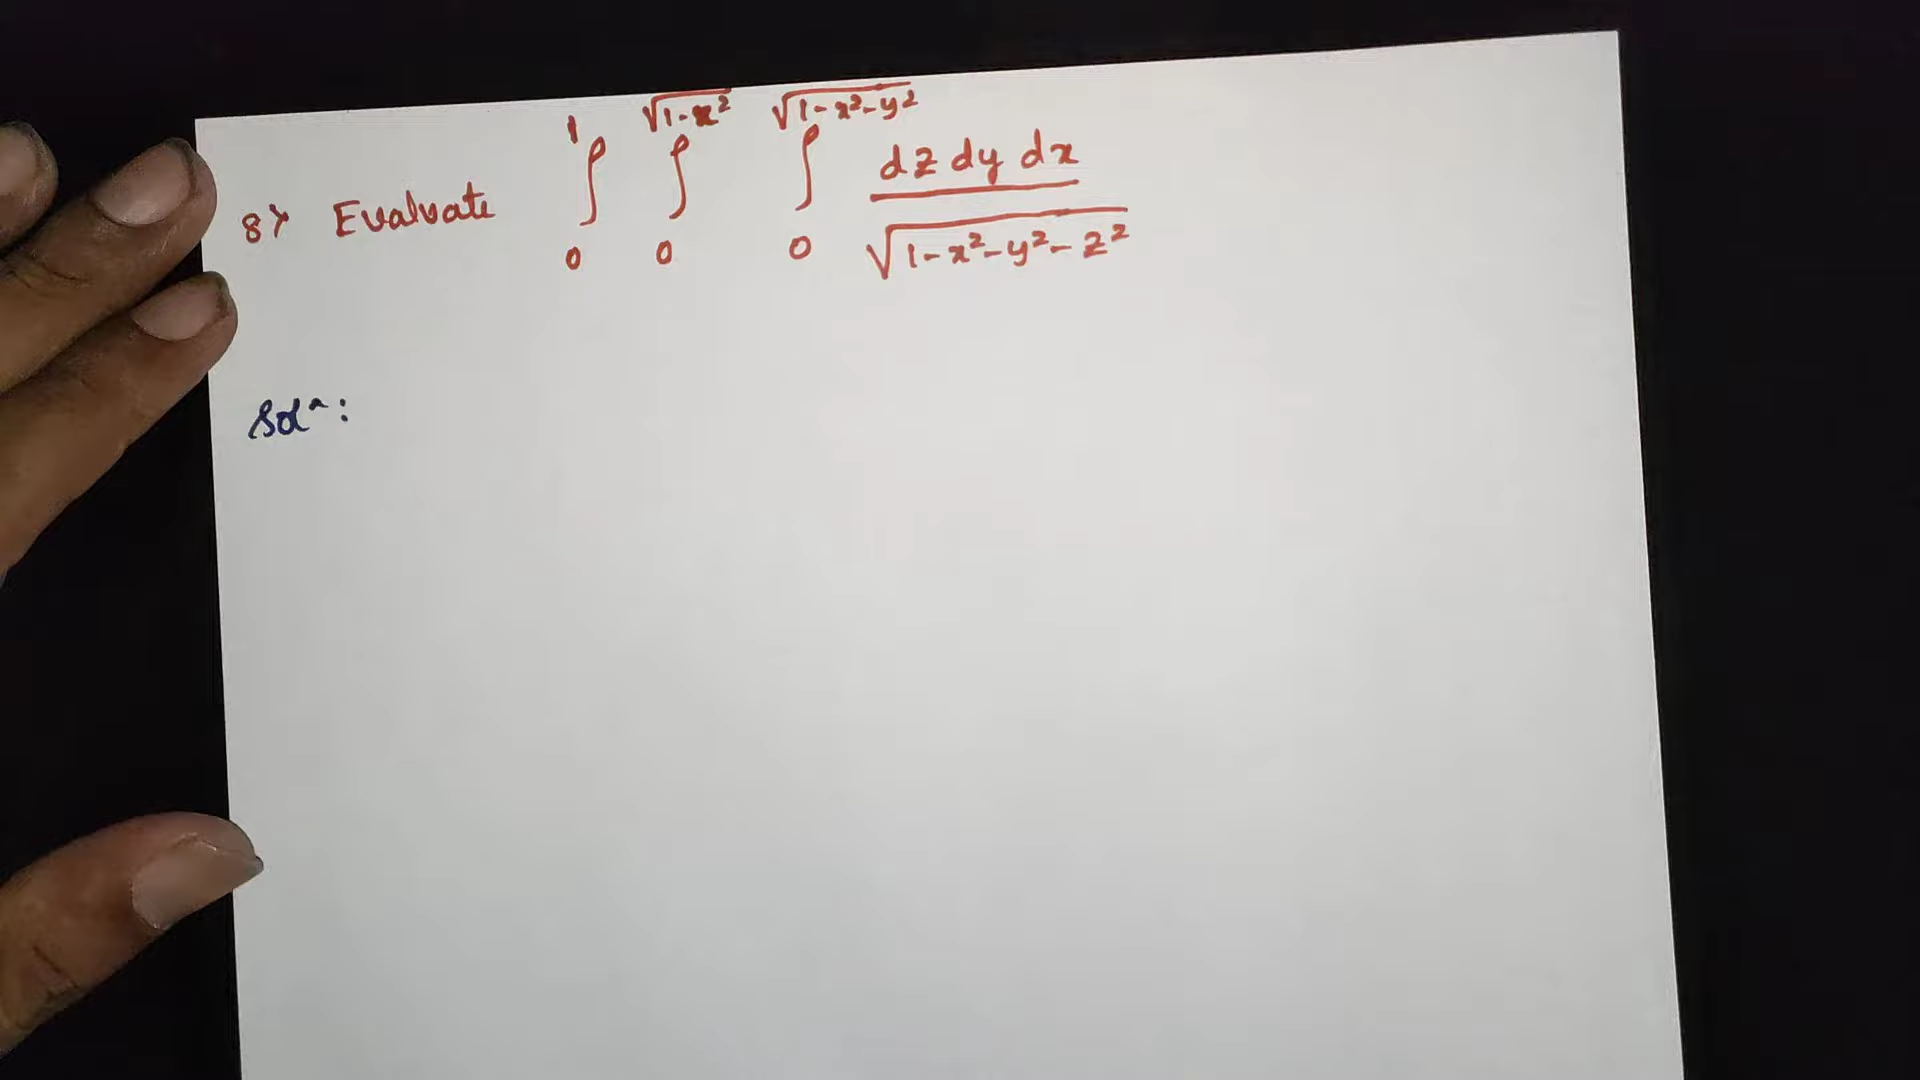 8) Evaluate ∫₀¹ ∫₀^√(1-x²) ∫₀^√(1-x²-y²) dz dy dx / √(1-x²-y²-z²)
Solⁿ: